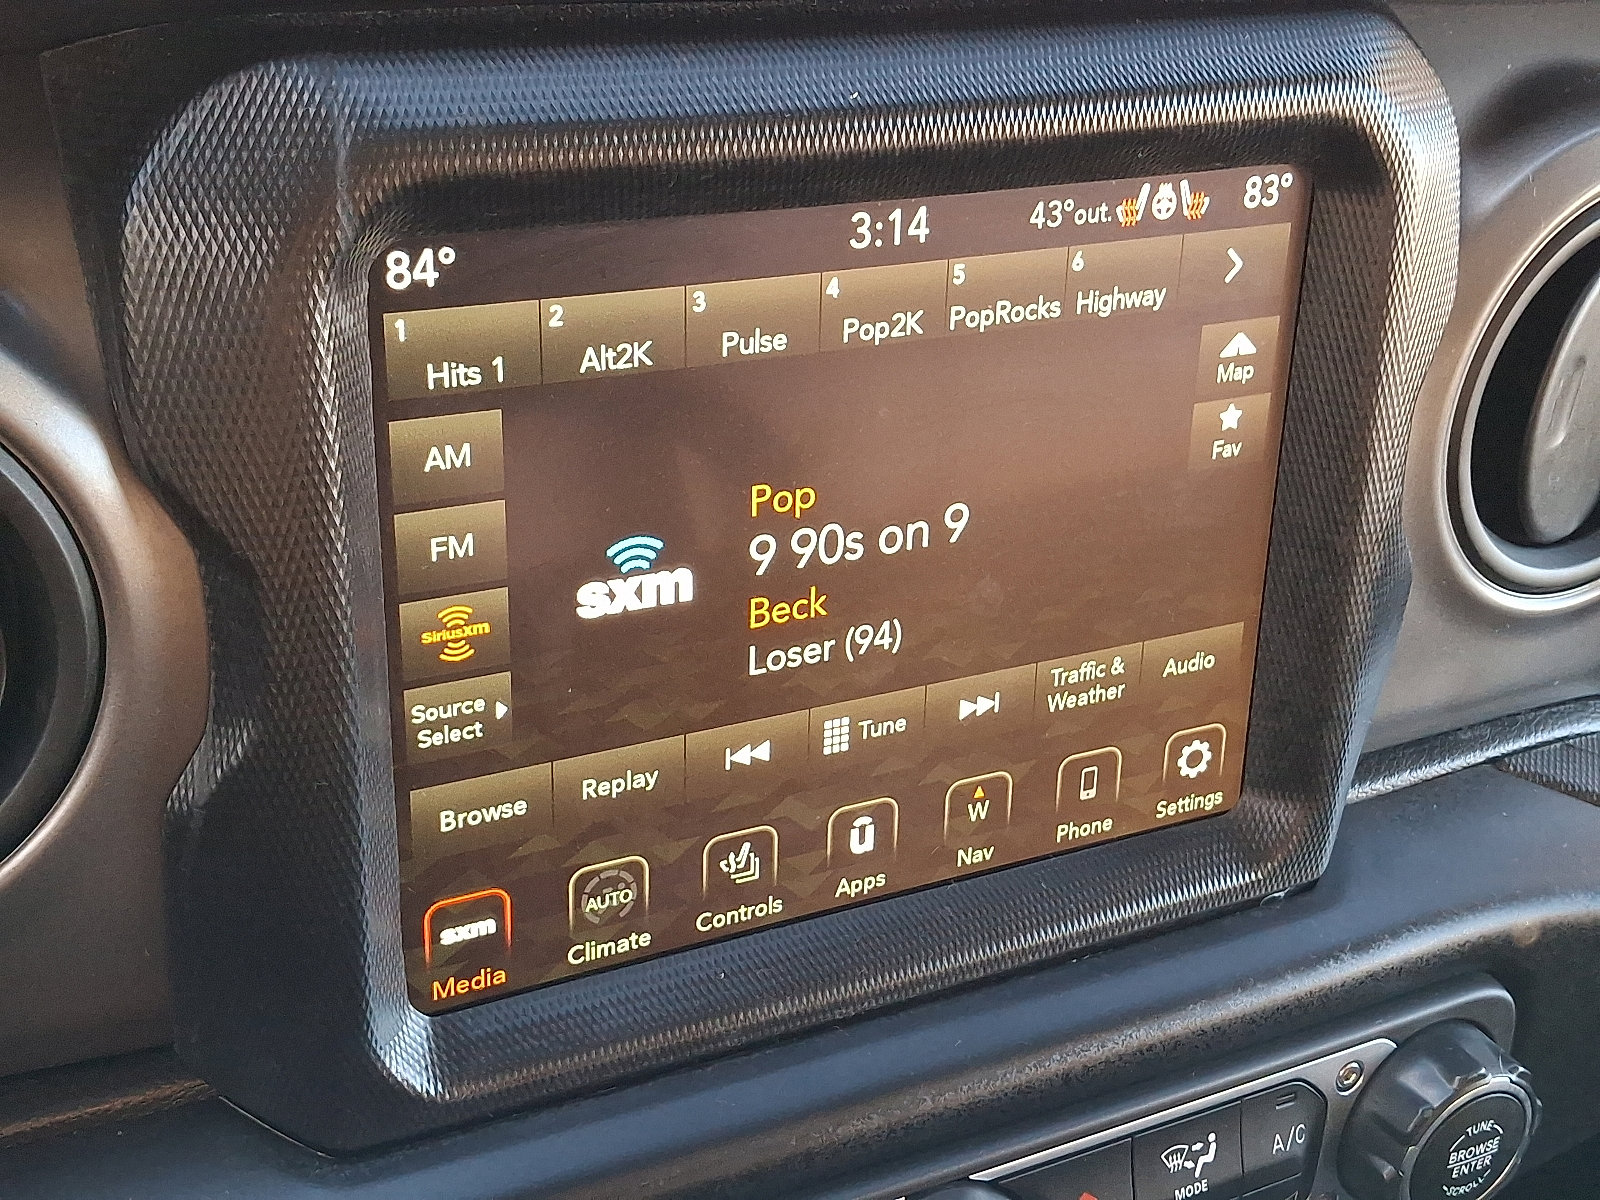 84°
3:14
43°out.
83°
1 Hits 1
2 Alt2K
3 Pulse
4 Pop2K
5 PopRocks
6 Highway
Map
Fav
AM
FM
SiriusXm
Source
Select
sxm
Pop
9 90s on 9
Beck
Loser (94)
Browse
Replay
Tune
Traffic &
Weather
Audio
sxm
Media
AUTO
Climate
Controls
Apps
W
Nav
Phone
Settings
MODE
A/C
TUNE
BROWSE
ENTER
SCROLL